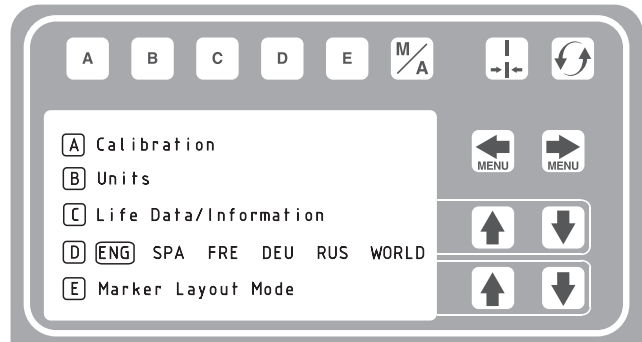 A B C D E M/A
MENU MENU
A Calibration
B Units
C Life Data/Information
D ENG SPA FRE DEU RUS WORLD
E Marker Layout Mode